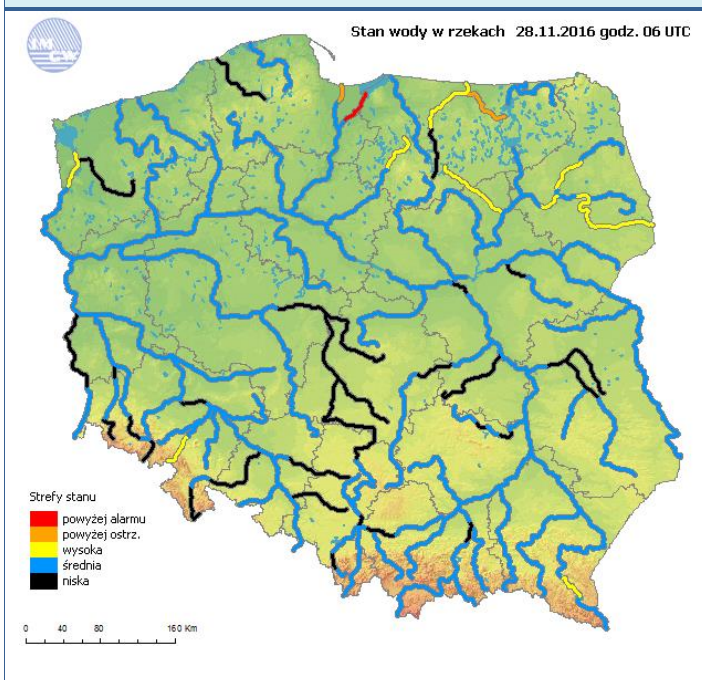 Stan wody w rzekach 28.11.2016 godz. 06 UTC
Strefy stanu
powyżej alarmu
powyżej ostrz.
wysoka
średnia
niska
0 40 80 160 Km